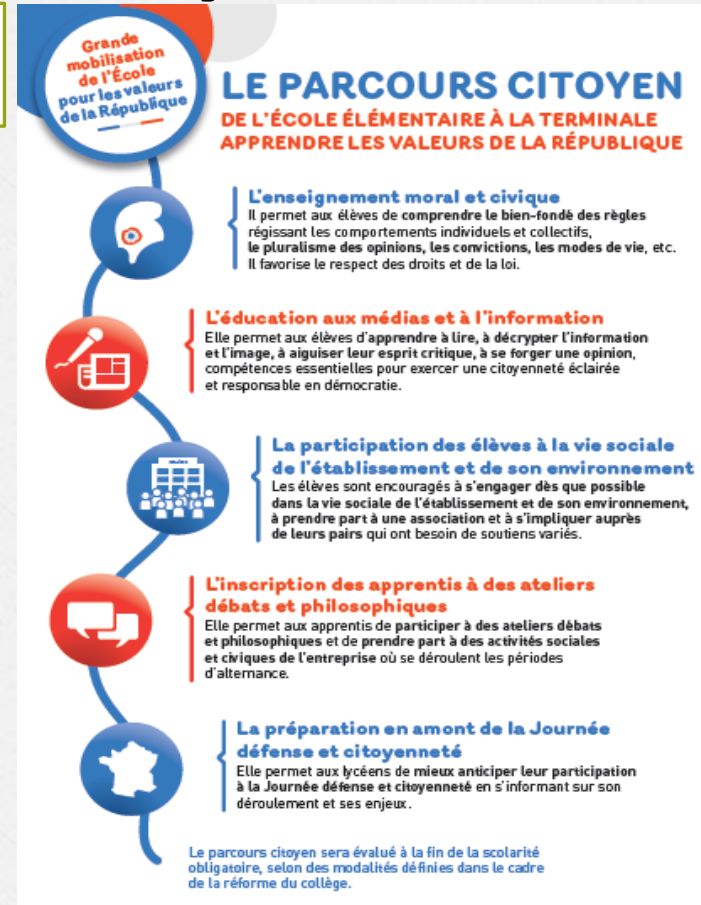 Grande
mobilisation
de l'École
pour les valeurs
de la République
LE PARCOURS CITOYEN
DE L'ÉCOLE ÉLÉMENTAIRE À LA TERMINALE
APPRENDRE LES VALEURS DE LA RÉPUBLIQUE
L'enseignement moral et civique
Il permet aux élèves de comprendre le bien-fondé des règles
régissant les comportements individuels et collectifs,
le pluralisme des opinions, les convictions, les modes de vie, etc.
Il favorise le respect des droits et de la loi.
L'éducation aux médias et à l'information
Elle permet aux élèves d'apprendre à lire, à décrypter l'information
et l'image, à aiguiser leur esprit critique, à se forger une opinion,
compétences essentielles pour exercer une citoyenneté éclairée
et responsable en démocratie.
La participation des élèves à la vie sociale
de l'établissement et de son environnement
Les élèves sont encouragés à s'engager dès que possible
dans la vie sociale de l'établissement et de son environnement,
à prendre part à une association et à s'impliquer auprès
de leurs pairs qui ont besoin de soutiens variés.
L'inscription des apprentis à des ateliers
débats et philosophiques
Elle permet aux apprentis de participer à des ateliers débats
et philosophiques et de prendre part à des activités sociales
et civiques de l'entreprise où se déroulent les périodes
d'alternance.
La préparation en amont de la Journée
défense et citoyenneté
Elle permet aux lycéens de mieux anticiper leur participation
à la Journée défense et citoyenneté en s'informant sur son
déroulement et ses enjeux.
Le parcours citoyen sera évalué à la fin de la scolarité
obligatoire, selon des modalités définies dans le cadre
de la réforme du collège.